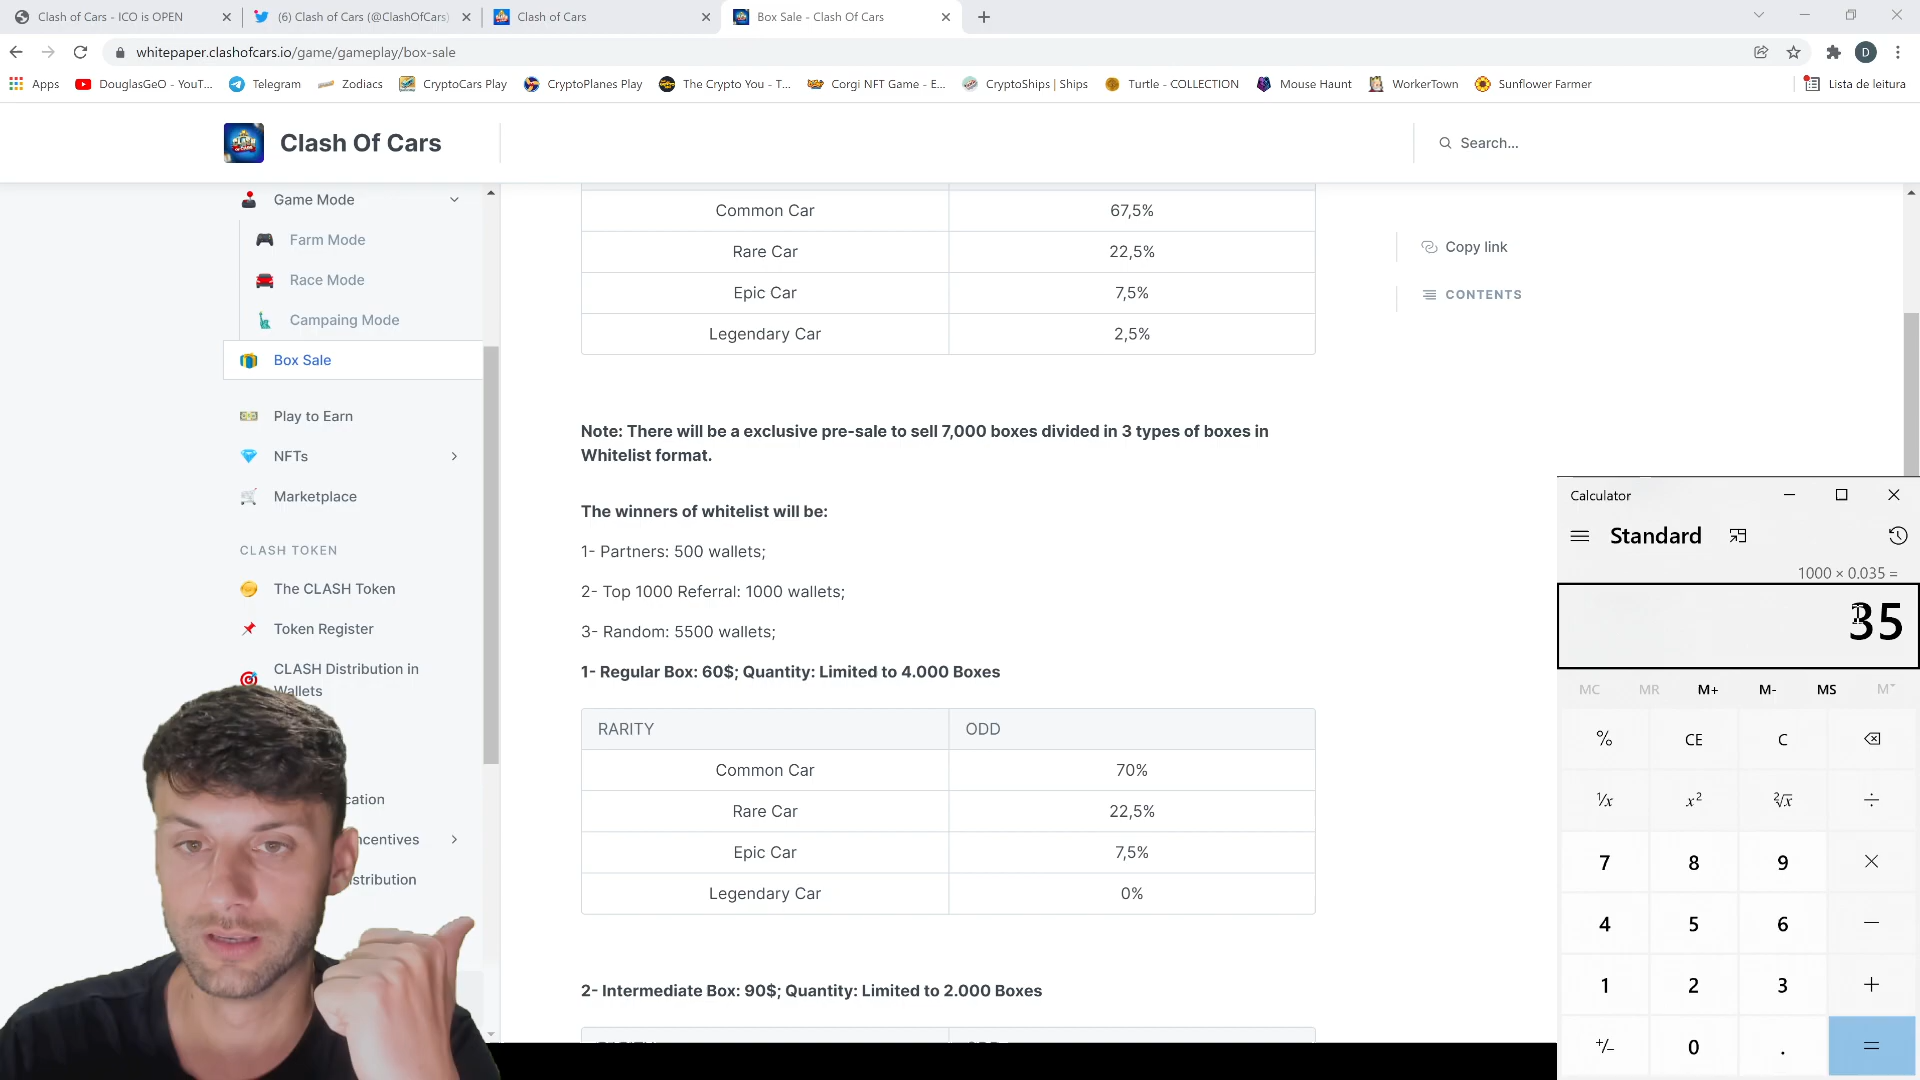 Clash of Cars - ICO is OPEN
(6) Clash of Cars (@ClashOfCars)
Clash of Cars
Box Sale - Clash Of Cars
whitepaper.clashofcars.io/game/gameplay/box-sale
D
Apps
DouglasGeO - YouT...
Telegram
Zodiacs
CryptoCars Play
CryptoPlanes Play
The Crypto You - T...
Corgi NFT Game - E...
CryptoShips | Ships
Turtle - COLLECTION
Mouse Haunt
WorkerTown
Sunflower Farmer
Lista de leitura
Clash Of Cars
Search...
Game Mode
Farm Mode
Race Mode
Campaing Mode
Box Sale
Play to Earn
NFTs
Marketplace
CLASH TOKEN
The CLASH Token
Token Register
CLASH Distribution in
Wallets
Common Car 67,5%
Rare Car 22,5%
Epic Car 7,5%
Legendary Car 2,5%
Note: There will be a exclusive pre-sale to sell 7,000 boxes divided in 3 types of boxes in
Whitelist format.
The winners of whitelist will be:
1- Partners: 500 wallets;
2- Top 1000 Referral: 1000 wallets;
3- Random: 5500 wallets;
1- Regular Box: 60$; Quantity: Limited to 4.000 Boxes
RARITY ODD
Common Car 70%
Rare Car 22,5%
Epic Car 7,5%
Legendary Car 0%
2- Intermediate Box: 90$; Quantity: Limited to 2.000 Boxes
Copy link
CONTENTS
Calculator
Standard
1000 × 0.035 =
35
MC MR M+ M- MS M˅
% CE C
¹/x x² ²√x ÷
7 8 9 ×
4 5 6 −
1 2 3 +
+/− 0 . =